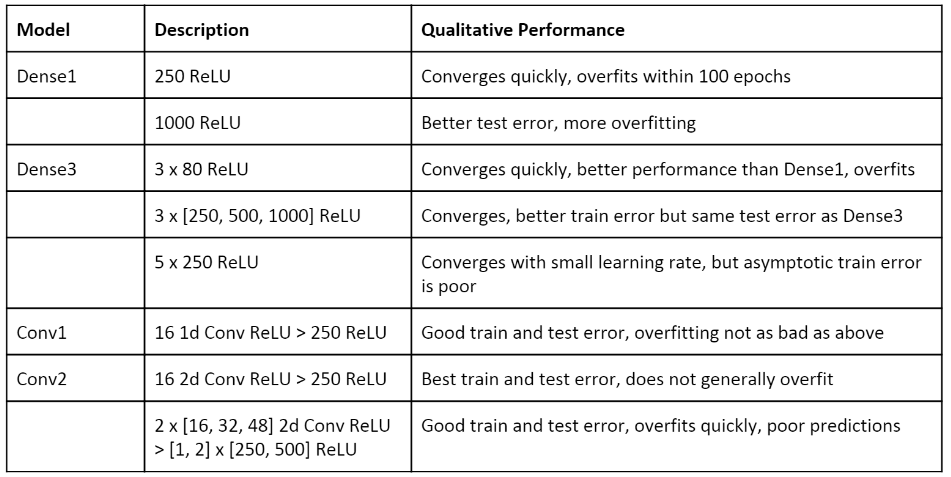 Model Description Qualitative Performance
Dense1 250 ReLU Converges quickly, overfits within 100 epochs
1000 ReLU Better test error, more overfitting
Dense3 3 x 80 ReLU Converges quickly, better performance than Dense1, overfits
3 x [250, 500, 1000] ReLU Converges, better train error but same test error as Dense3
5 x 250 ReLU Converges with small learning rate, but asymptotic train error
is poor
Conv1 16 1d Conv ReLU > 250 ReLU Good train and test error, overfitting not as bad as above
Conv2 16 2d Conv ReLU > 250 ReLU Best train and test error, does not generally overfit
2 x [16, 32, 48] 2d Conv ReLU Good train and test error, overfits quickly, poor predictions
> [1, 2] x [250, 500] ReLU